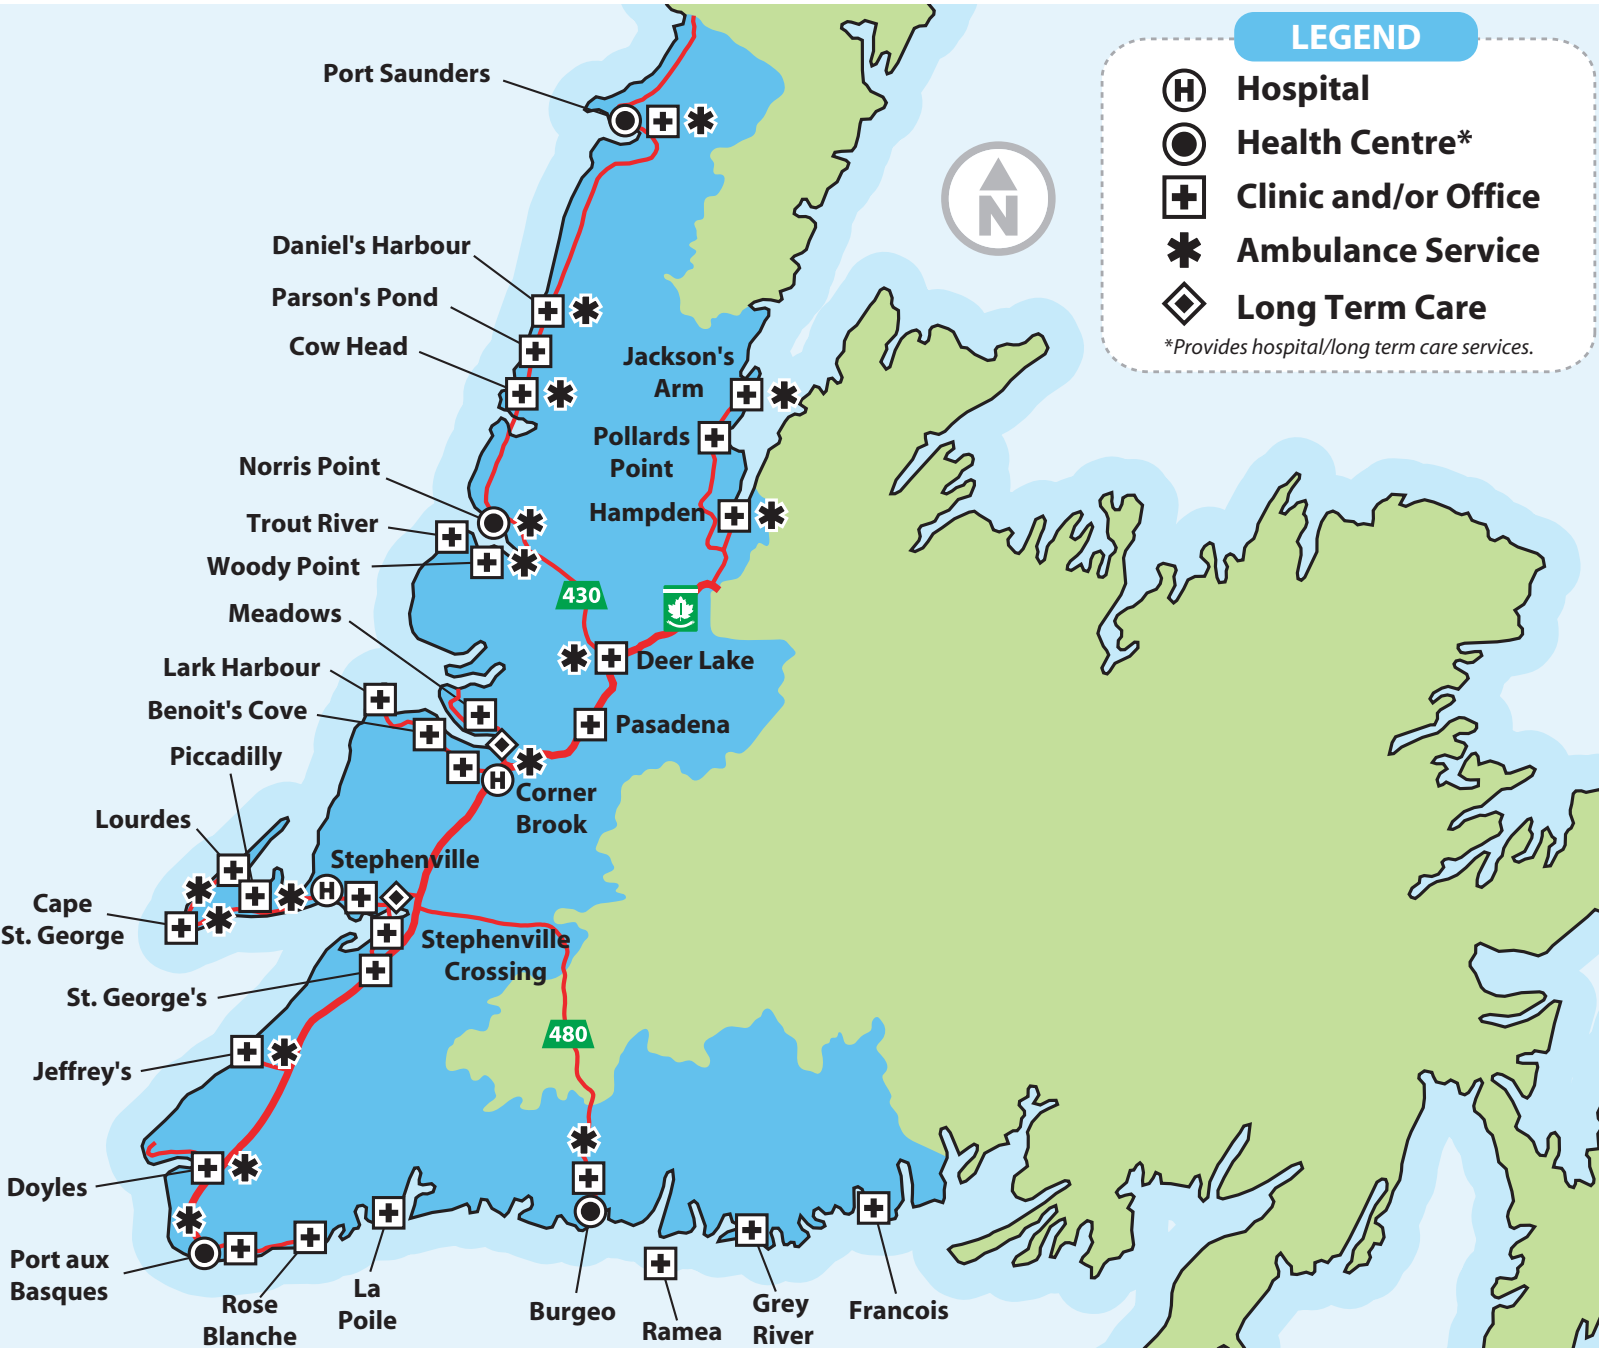 LEGEND
Hospital
Health Centre*
Clinic and/or Office
Ambulance Service
Long Term Care
*Provides hospital/long term care services.
N
Port Saunders
Daniel's Harbour
Parson's Pond
Cow Head
Jackson's
Arm
Pollards
Point
Norris Point
Hampden
Trout River
Woody Point
430
1
Meadows
Deer Lake
Lark Harbour
Benoit's Cove
Pasadena
Piccadilly
H
Corner
Brook
Lourdes
Stephenville
H
Cape
St. George
Stephenville
Crossing
St. George's
480
Jeffrey's
Doyles
Port aux
Basques
Rose
Blanche
La
Poile
Burgeo
Ramea
Grey
River
Francois
H